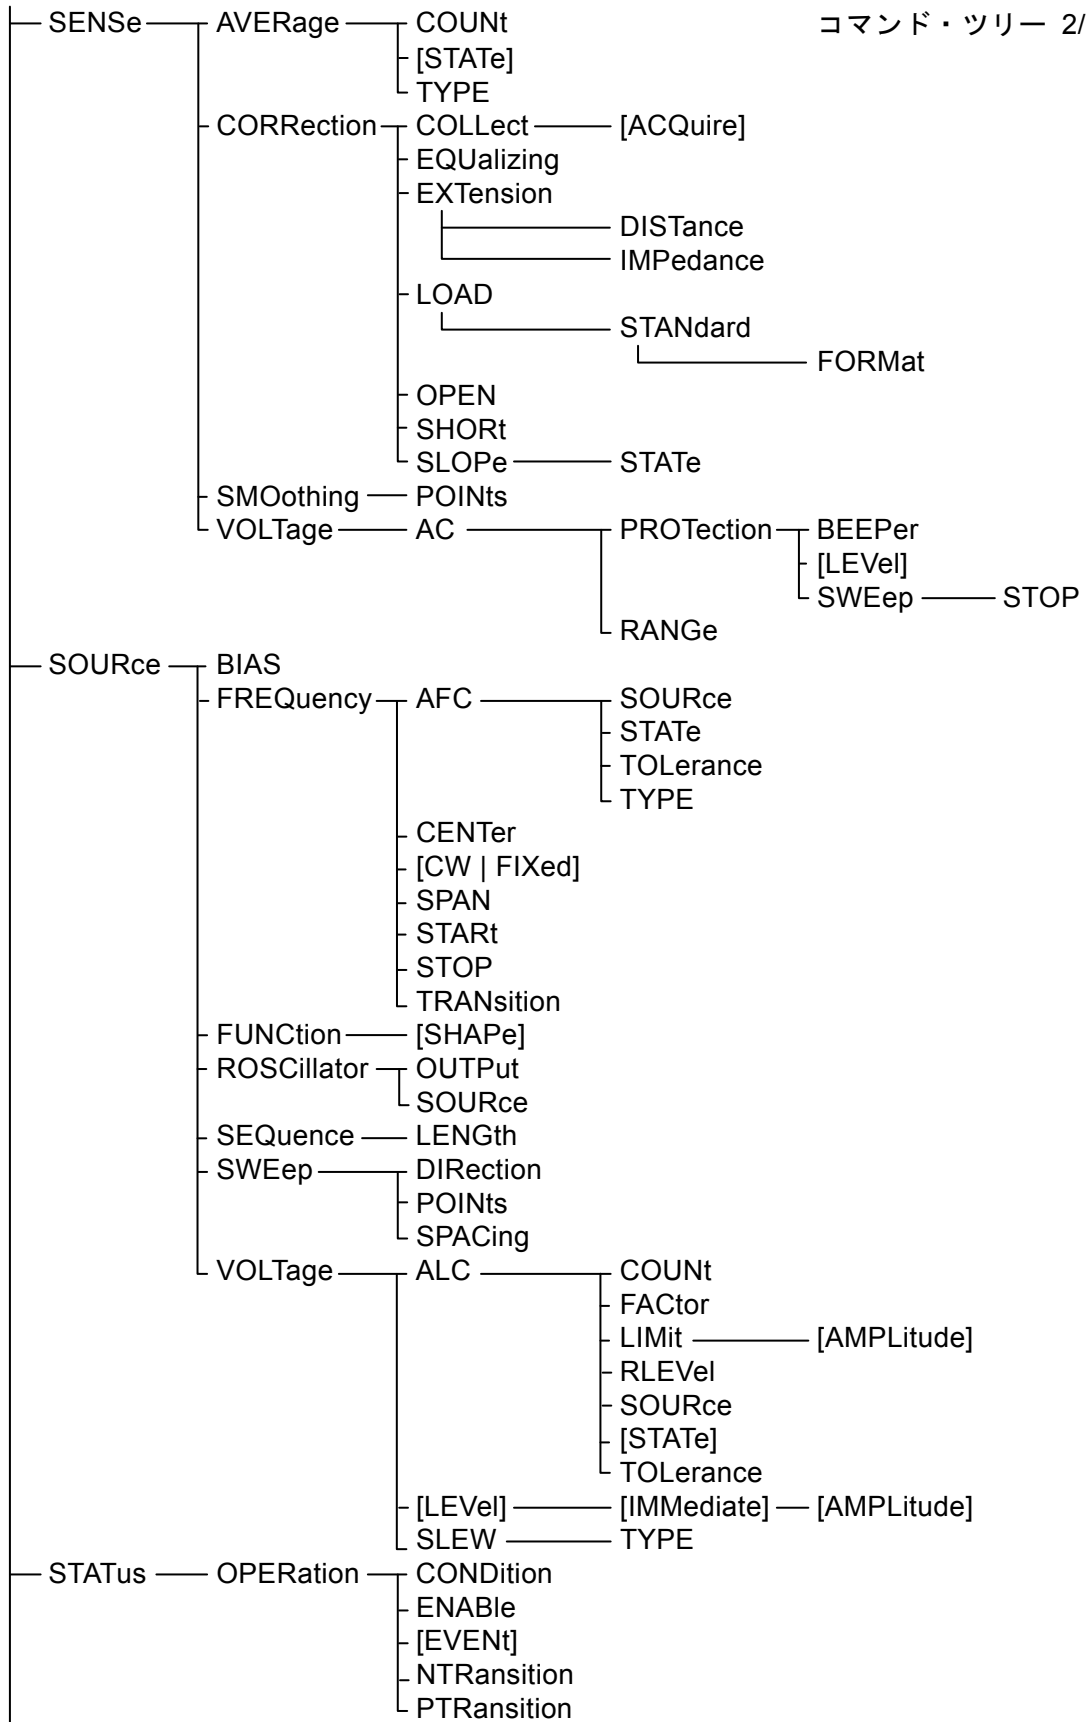 SENSe AVERage COUNt コマンド・ツリー 2/
[STATe]
TYPE
CORRection COLLect [ACQuire]
EQUalizing
EXTension
DISTance
IMPedance
LOAD
STANdard
FORMat
OPEN
SHORt
SLOPe STATe
SMOothing POINts
VOLTage AC PROTection BEEPer
[LEVel]
SWEep STOP
RANGe
SOURce BIAS
FREQuency AFC SOURce
STATe
TOLerance
TYPE
CENTer
[CW | FIXed]
SPAN
STARt
STOP
TRANsition
FUNCtion [SHAPe]
ROSCillator OUTPut
SOURce
SEQuence LENGth
SWEep DIRection
POINts
SPACing
VOLTage ALC COUNt
FACtor
LIMit [AMPLitude]
RLEVel
SOURce
[STATe]
TOLerance
[LEVel] [IMMediate] [AMPLitude]
SLEW TYPE
STATus OPERation CONDition
ENABle
[EVENt]
NTRansition
PTRansition